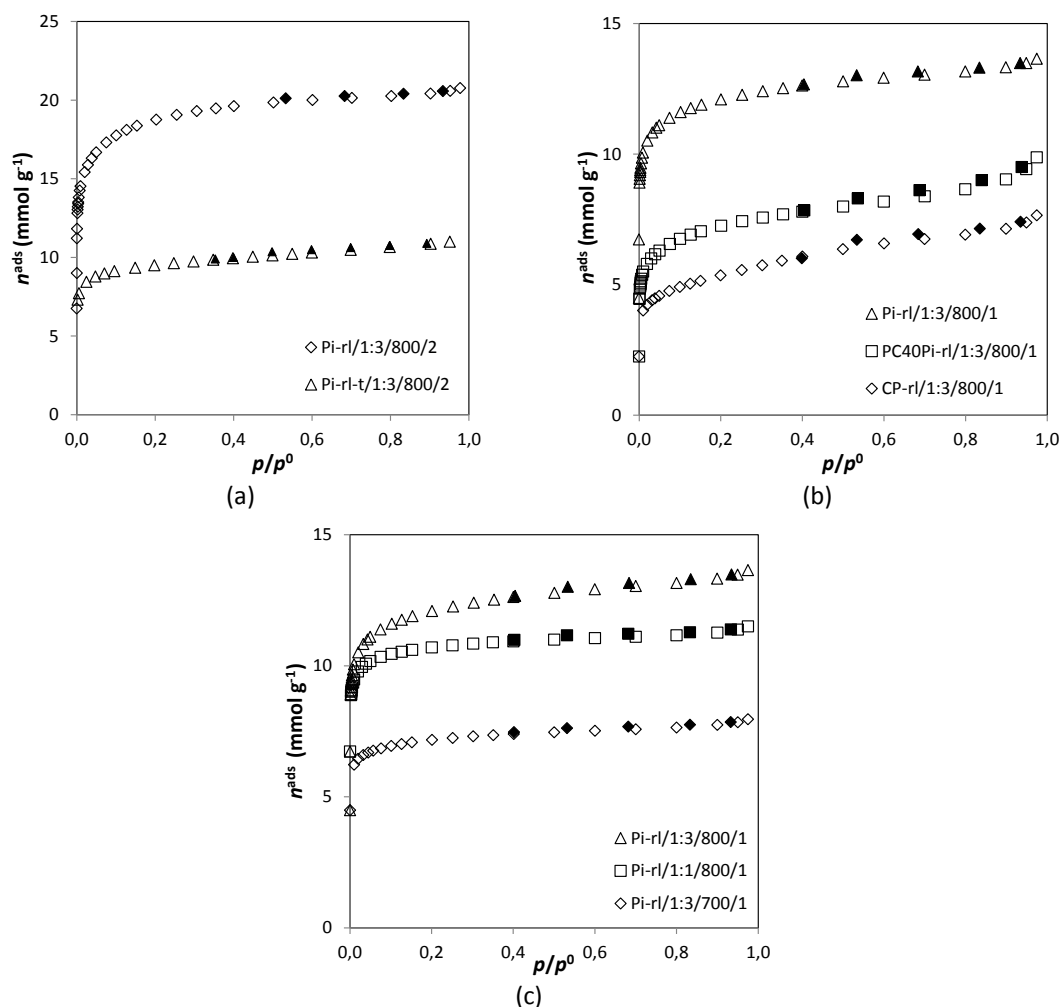 25
20
15
10
5
0
0,0 0,2 0,4 0,6 0,8 1,0
n^ads (mmol g⁻¹)
p/p⁰
Pi-rl/1:3/800/2
Pi-rl-t/1:3/800/2
(a)
15
10
5
0
0,0 0,2 0,4 0,6 0,8 1,0
n^ads (mmol g⁻¹)
p/p⁰
Pi-rl/1:3/800/1
PC40Pi-rl/1:3/800/1
CP-rl/1:3/800/1
(b)
15
10
5
0
0,0 0,2 0,4 0,6 0,8 1,0
n^ads (mmol g⁻¹)
p/p⁰
Pi-rl/1:3/800/1
Pi-rl/1:1/800/1
Pi-rl/1:3/700/1
(c)